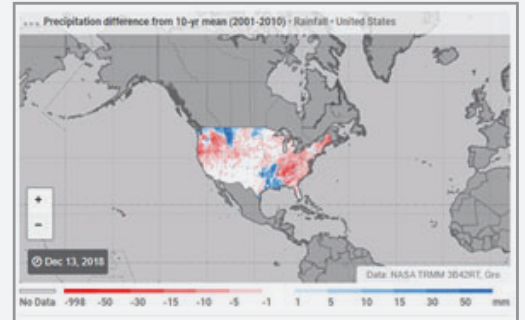 Precipitation difference from 10-yr mean (2001-2010) • Rainfall • United States
+
−
Dec 13, 2018
Data: NASA TRMM 3B42RT, Gro
No Data -998 -50 -30 -15 -10 -5 -1 1 5 10 15 30 50 mm